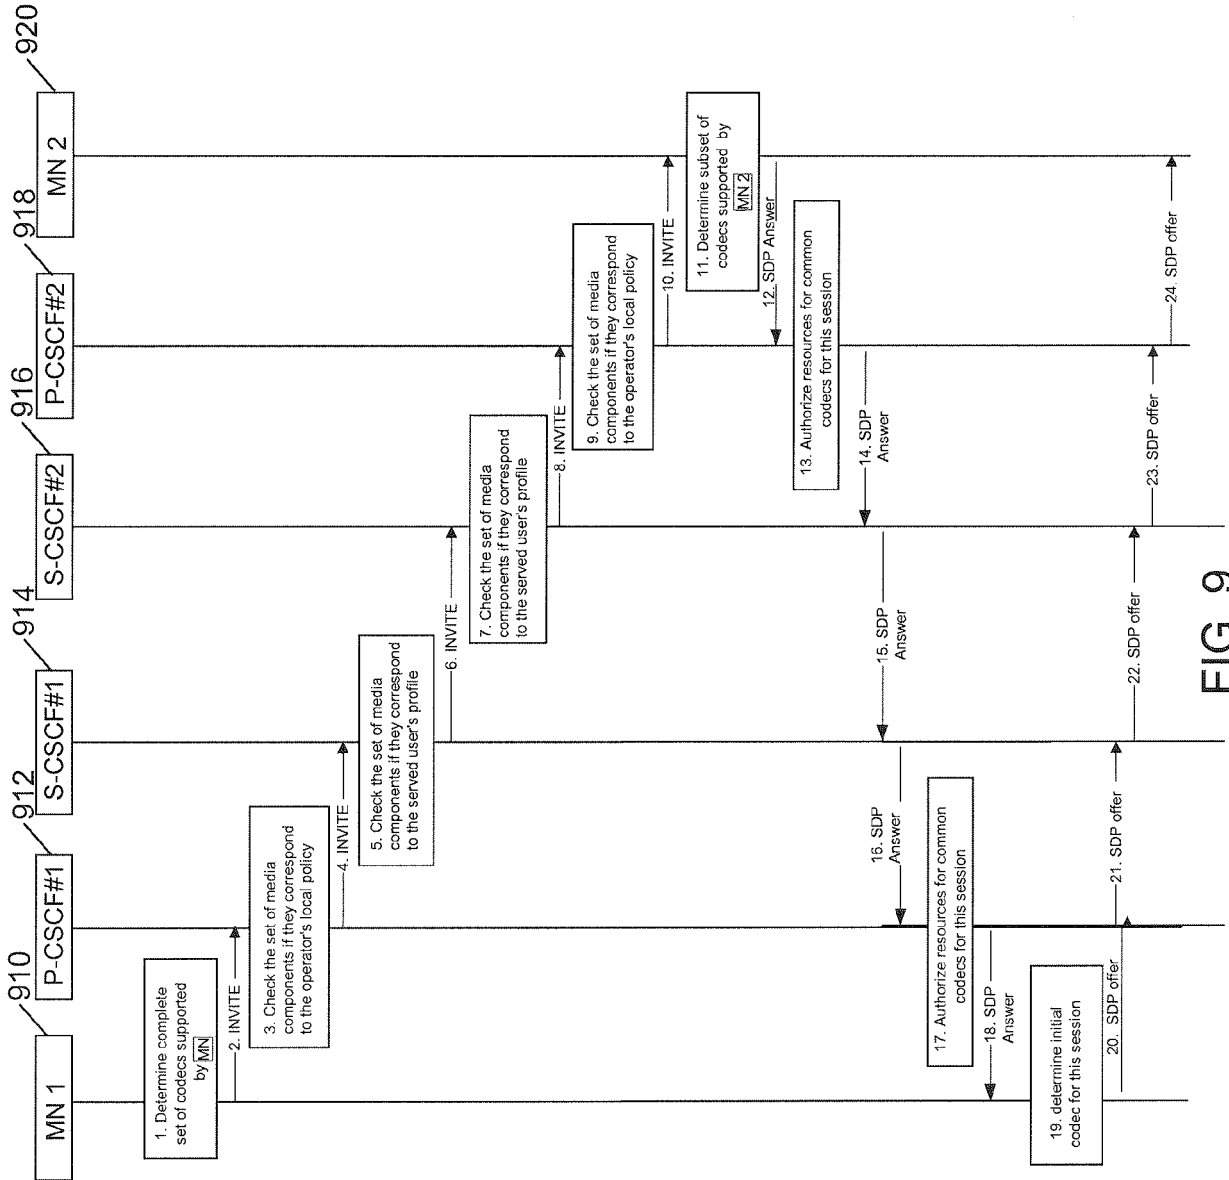 910
912
914
916
918
920
MN 1
P-CSCF#1
S-CSCF#1
S-CSCF#2
P-CSCF#2
MN 2
1. Determine complete
set of codecs supported
by MN
2. INVITE
3. Check the set of media
components if they correspond
to the operator's local policy
4. INVITE
5. Check the set of media
components if they correspond
to the served user's profile
6. INVITE
7. Check the set of media
components if they correspond
to the served user's profile
8. INVITE
9. Check the set of media
components if they correspond
to the operator's local policy
10. INVITE
11. Determine subset of
codecs supported by
MN 2
12. SDP Answer
13. Authorize resources for common
codecs for this session
14. SDP
Answer
15. SDP
Answer
16. SDP
Answer
17. Authorize resources for common
codecs for this session
18. SDP
Answer
19. determine initial
codec for this session
20. SDP offer
21. SDP offer
22. SDP offer
23. SDP offer
24. SDP offer
FIG. 9